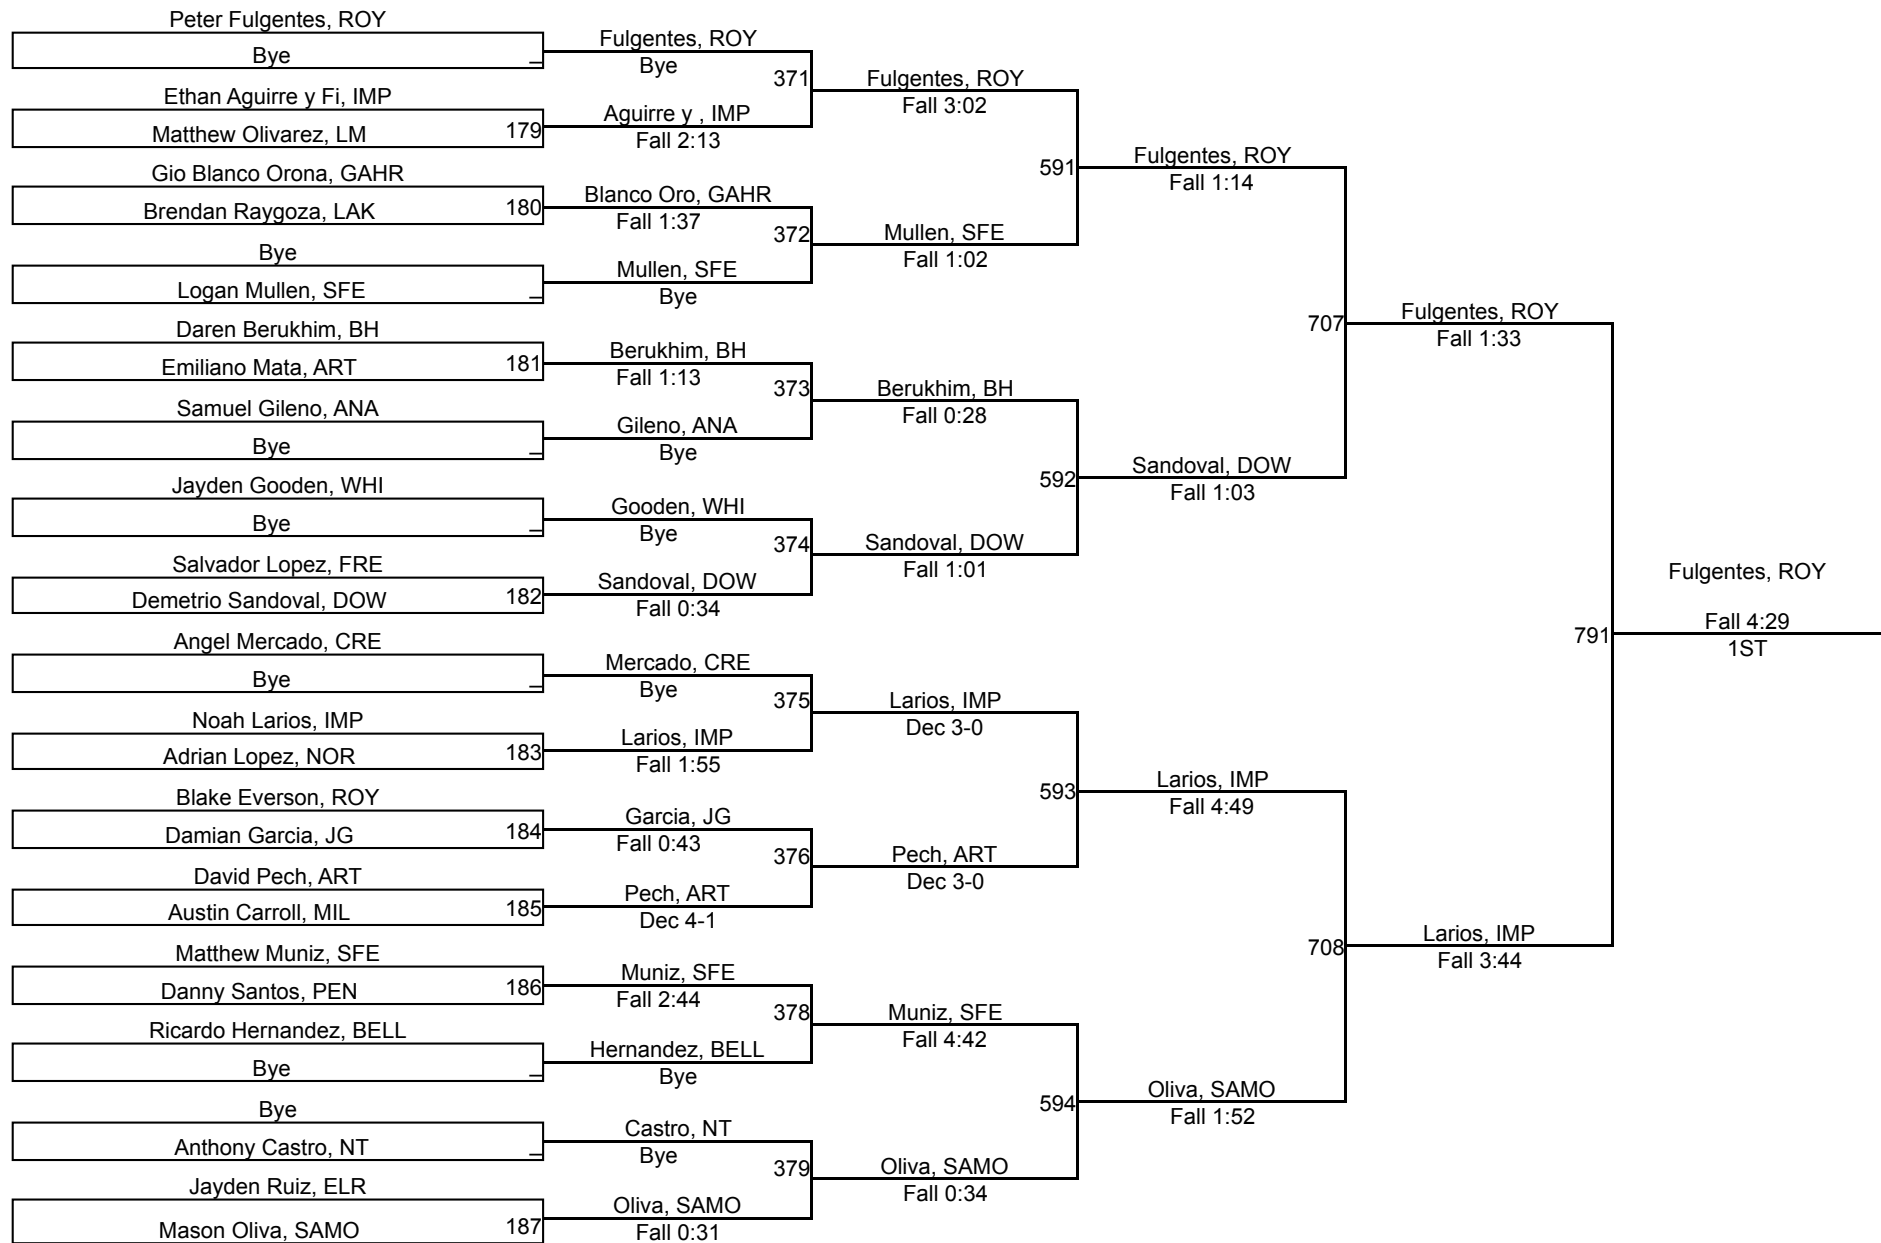 Peter Fulgentes, ROY
Bye
_
Ethan Aguirre y Fi, IMP
Matthew Olivarez, LM
179
Gio Blanco Orona, GAHR
Brendan Raygoza, LAK
180
Bye
Logan Mullen, SFE
_
Daren Berukhim, BH
Emiliano Mata, ART
181
Samuel Gileno, ANA
Bye
_
Jayden Gooden, WHI
Bye
_
Salvador Lopez, FRE
Demetrio Sandoval, DOW
182
Angel Mercado, CRE
Bye
_
Noah Larios, IMP
Adrian Lopez, NOR
183
Blake Everson, ROY
Damian Garcia, JG
184
David Pech, ART
Austin Carroll, MIL
185
Matthew Muniz, SFE
Danny Santos, PEN
186
Ricardo Hernandez, BELL
Bye
_
Bye
Anthony Castro, NT
_
Jayden Ruiz, ELR
Mason Oliva, SAMO
187
Fulgentes, ROY
Bye
371
Aguirre y , IMP
Fall 2:13
Blanco Oro, GAHR
Fall 1:37
372
Mullen, SFE
Bye
Berukhim, BH
Fall 1:13
373
Gileno, ANA
Bye
Gooden, WHI
Bye
374
Sandoval, DOW
Fall 0:34
Mercado, CRE
Bye
375
Larios, IMP
Fall 1:55
Garcia, JG
Fall 0:43
376
Pech, ART
Dec 4-1
Muniz, SFE
Fall 2:44
378
Hernandez, BELL
Bye
Castro, NT
Bye
379
Oliva, SAMO
Fall 0:31
Fulgentes, ROY
Fall 3:02
591
Mullen, SFE
Fall 1:02
Berukhim, BH
Fall 0:28
592
Sandoval, DOW
Fall 1:01
Larios, IMP
Dec 3-0
593
Pech, ART
Dec 3-0
Muniz, SFE
Fall 4:42
594
Oliva, SAMO
Fall 0:34
Fulgentes, ROY
Fall 1:14
707
Sandoval, DOW
Fall 1:03
Larios, IMP
Fall 4:49
708
Oliva, SAMO
Fall 1:52
Fulgentes, ROY
Fall 1:33
791
Larios, IMP
Fall 3:44
Fulgentes, ROY
Fall 4:29
1ST